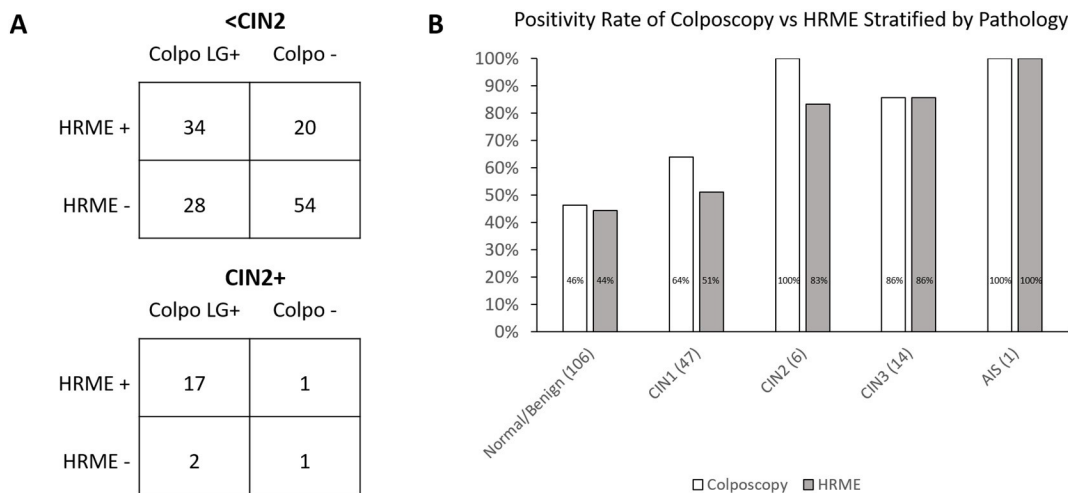 A
<CIN2
Colpo LG+ Colpo -
HRME + 34 20
HRME - 28 54
CIN2+
Colpo LG+ Colpo -
HRME + 17 1
HRME - 2 1
B
Positivity Rate of Colposcopy vs HRME Stratified by Pathology
100%
90%
80%
70%
60%
50%
40%
30%
20%
10%
0%
46% 44% 64% 51% 100% 83% 86% 86% 100% 100%
Normal/Benign (106)
CIN1 (47)
CIN2 (6)
CIN3 (14)
AIS (1)
Colposcopy HRME